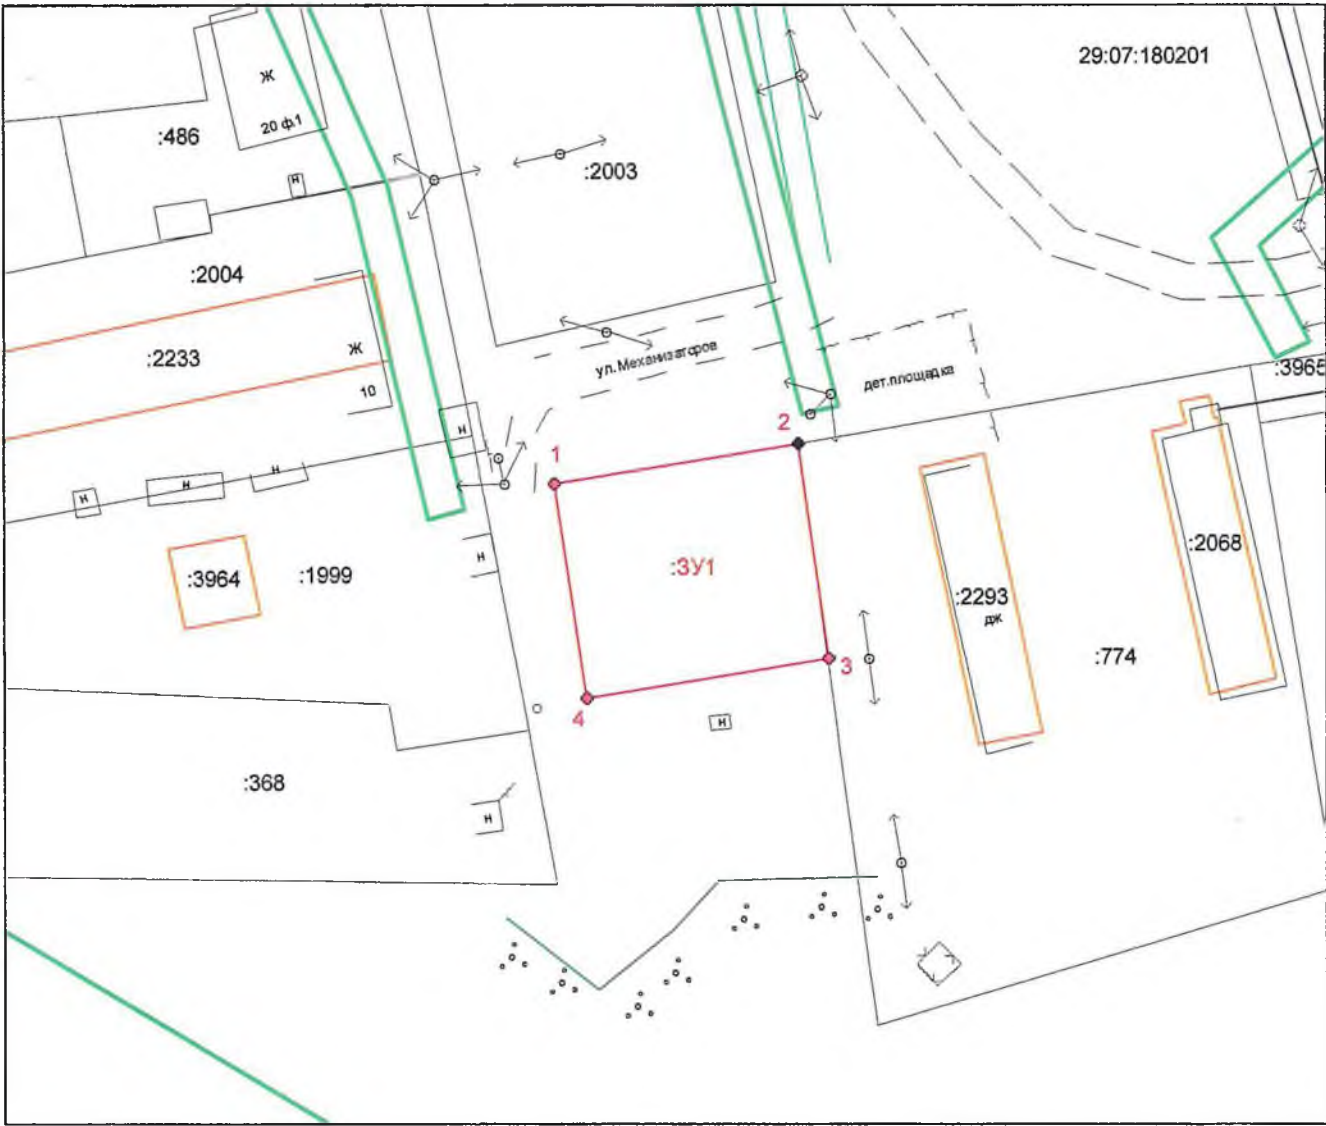 29:07:180201
Ж
20 ф.1
:486
:2003
н
:2004
:2233
Ж
10
ул.Механизаторов
дет.площадка
:3965
н
2
1
н
н
н
:3964
:1999
н
:ЗУ1
:2293
дж
:2068
:774
3
4
н
:368
н